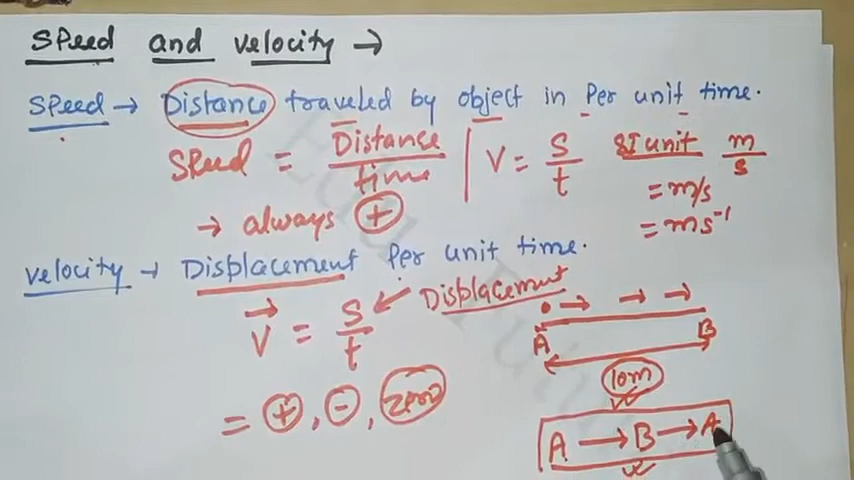 Speed and velocity →
Speed → Distance traveled by object in Per unit time.
Speed = Distance / time | V = S / t SI unit m / s
= m/s
= ms⁻¹
→ always +
velocity → Displacement Per unit time.
V⃗ = S / t ← Displacement
A B
10m
= +, -, zero
A → B → A